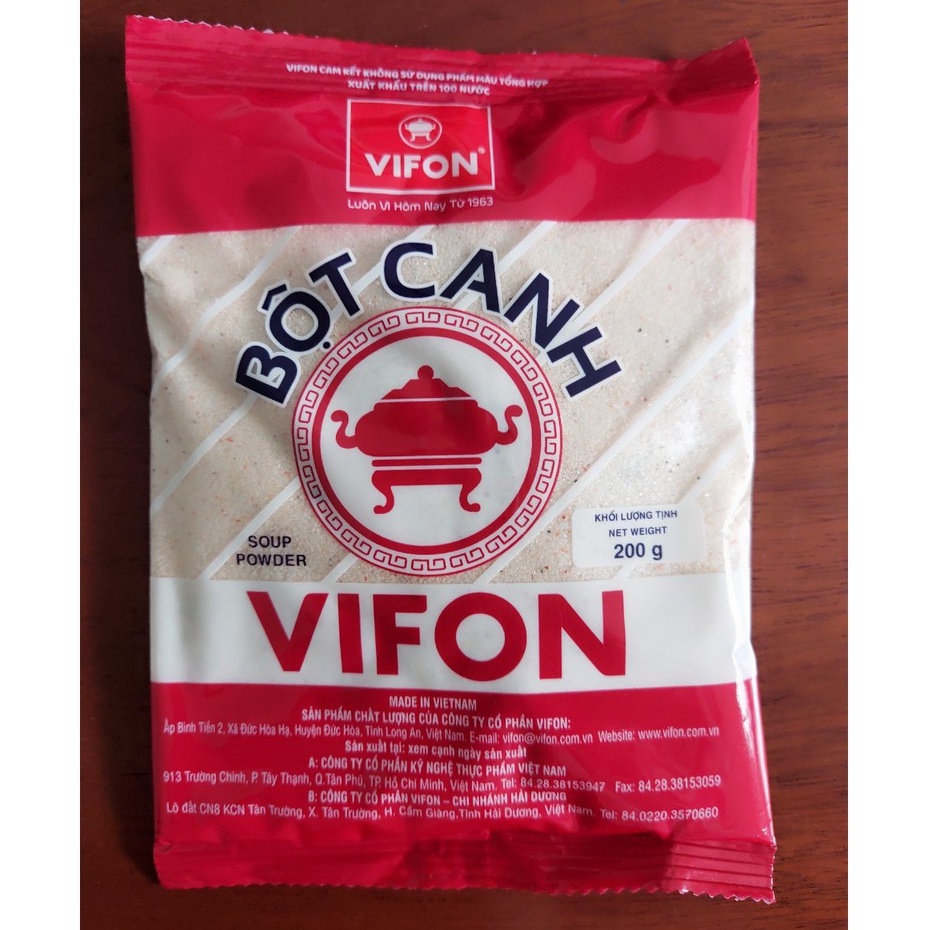 VIFON CAM KẾT KHÔNG SỬ DỤNG PHẨM MÀU TỔNG HỢP
XUẤT KHẨU TRÊN 100 NƯỚC
VIFON®
Luôn Vì Hôm Nay Từ 1963
BỘT CANH
KHỐI LƯỢNG TỊNH
NET WEIGHT
200 g
SOUP
POWDER
VIFON
MADE IN VIETNAM
SẢN PHẨM CHẤT LƯỢNG CỦA CÔNG TY CỔ PHẦN VIFON:
Ấp Bình Tiền 2, Xã Đức Hòa Hạ, Huyện Đức Hòa, Tỉnh Long An, Việt Nam. E-mail: vifon@vifon.com.vn Website: www.vifon.com.vn
Sản xuất tại: xem cạnh ngày sản xuất
A: CÔNG TY CỔ PHẦN KỸ NGHỆ THỰC PHẨM VIỆT NAM
913 Trường Chinh, P. Tây Thạnh, Q.Tân Phú, TP. Hồ Chí Minh, Việt Nam. Tel: 84.28.38153947 Fax: 84.28.38153059
B: CÔNG TY CỔ PHẦN VIFON – CHI NHÁNH HẢI DƯƠNG
Lô đất CN8 KCN Tân Trường, X. Tân Trường, H. Cẩm Giàng,Tỉnh Hải Dương, Việt Nam. Tel: 84.0220.3570660